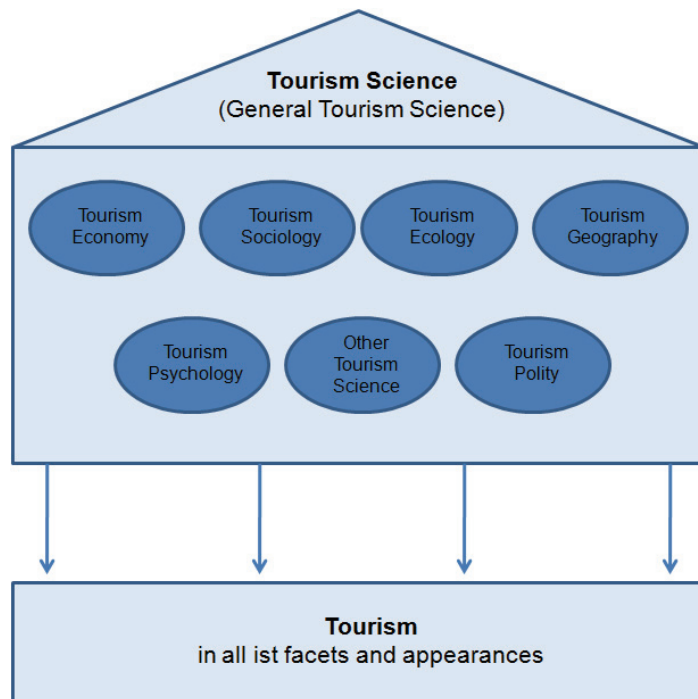 Tourism Science
(General Tourism Science)
Tourism
Economy
Tourism
Sociology
Tourism
Ecology
Tourism
Geography
Tourism
Psychology
Other
Tourism
Science
Tourism
Polity
Tourism
in all ist facets and appearances